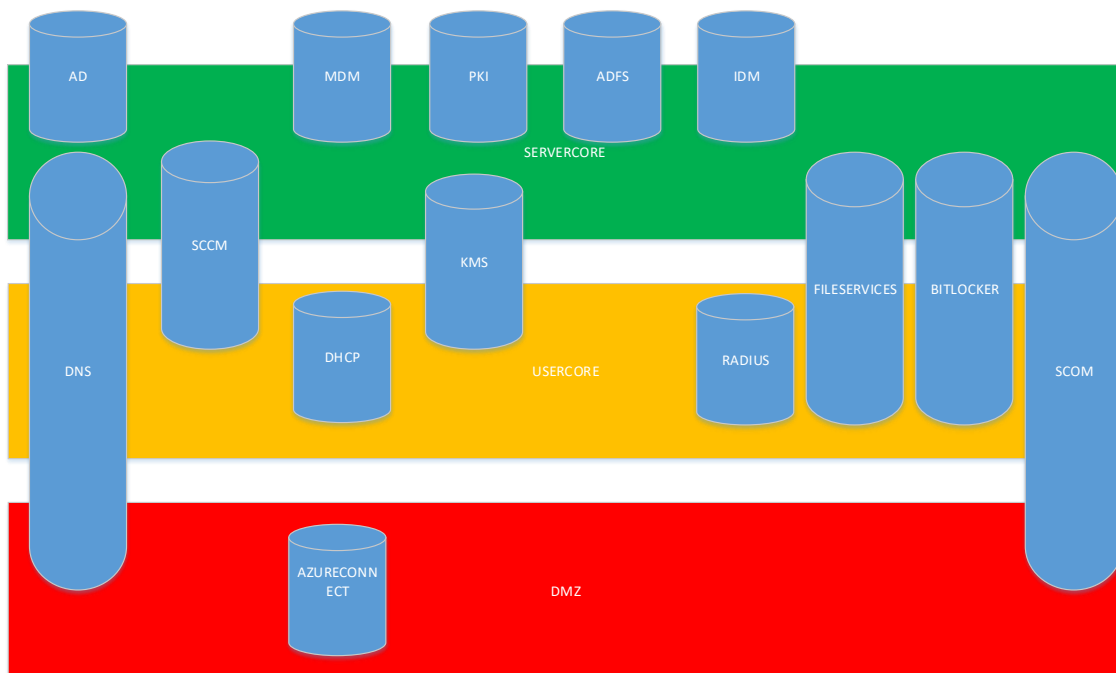 AD
MDM
PKI
ADFS
IDM
SERVERCORE
SCCM
KMS
FILESERVICES
BITLOCKER
DHCP
RADIUS
DNS
USERCORE
SCOM
AZURECONN
ECT
DMZ